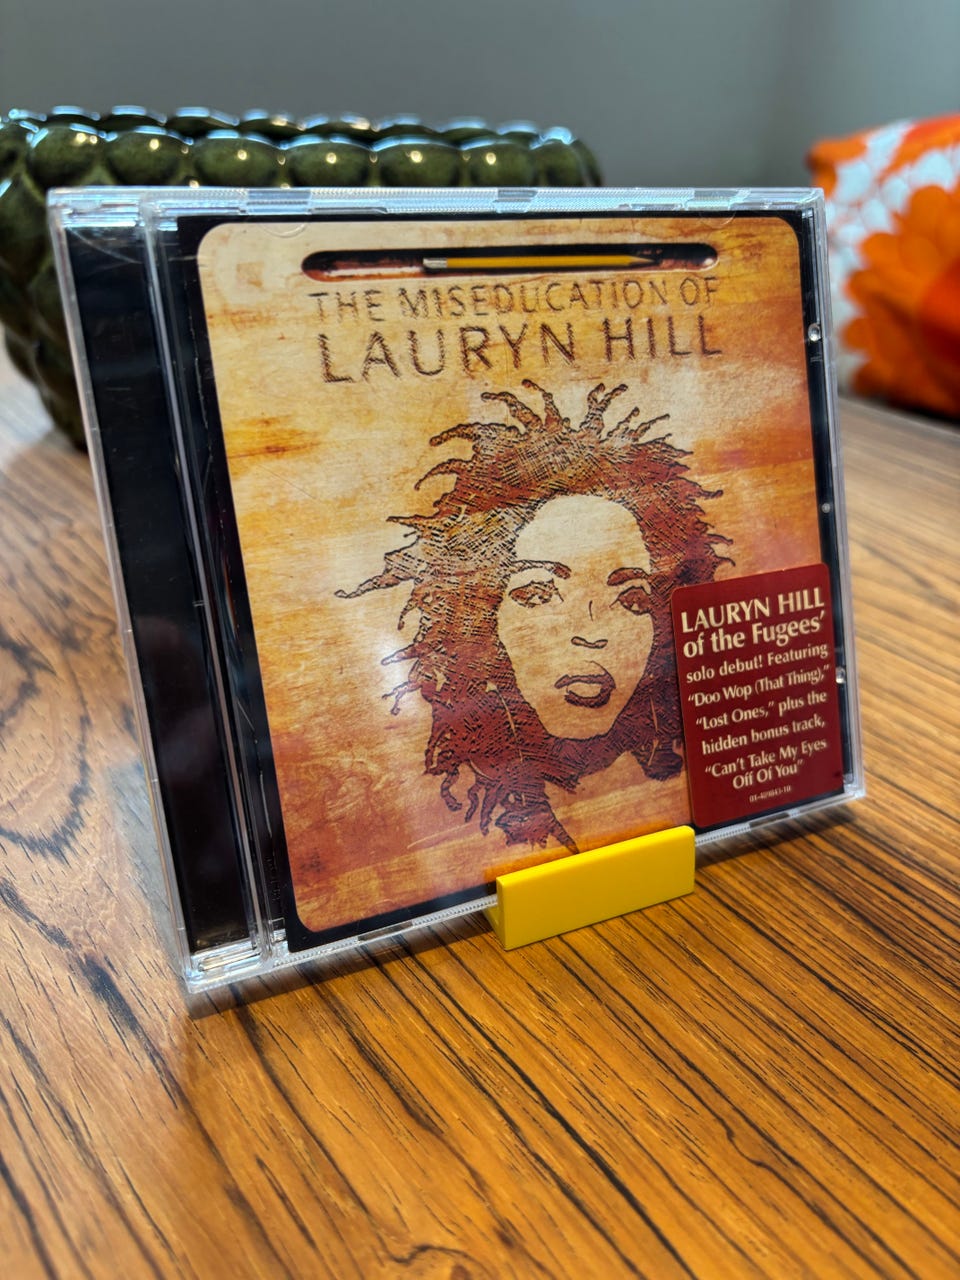 THE MISEDUCATION OF
LAURYN HILL
LAURYN HILL
of the Fugees’
solo debut! Featuring
“Doo Wop (That Thing),”
“Lost Ones,” plus the
hidden bonus track,
“Can’t Take My Eyes
Off Of You”